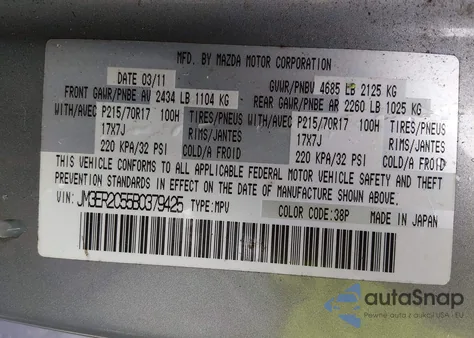 MFD. BY MAZDA MOTOR CORPORATION
DATE 03/11 GVWR/PNBV 4685 LB 2125 KG
FRONT GAWR/PNBE AV 2434 LB 1104 KG REAR GAWR/PNBE AR 2260 LB 1025 KG
WITH/AVEC P215/70R17 100H TIRES/PNEUS WITH/AVEC P215/70R17 100H TIRES/PNEUS
17X7J RIMS/JANTES 17X7J RIMS/JANTES
220 KPA/32 PSI COLD/A FROID 220 KPA/32 PSI COLD/A FROID
THIS VEHICLE CONFORMS TO ALL APPLICABLE FEDERAL MOTOR VEHICLE SAFETY AND THEFT
PREVENTION STANDARDS IN EFFECT ON THE DATE OF MANUFACTURE SHOWN ABOVE.
VIN: JM3ER2C55B0379425 TYPE:MPV COLOR CODE:38P MADE IN JAPAN
autoSnap
Pewne auta z aukcji USA - EU